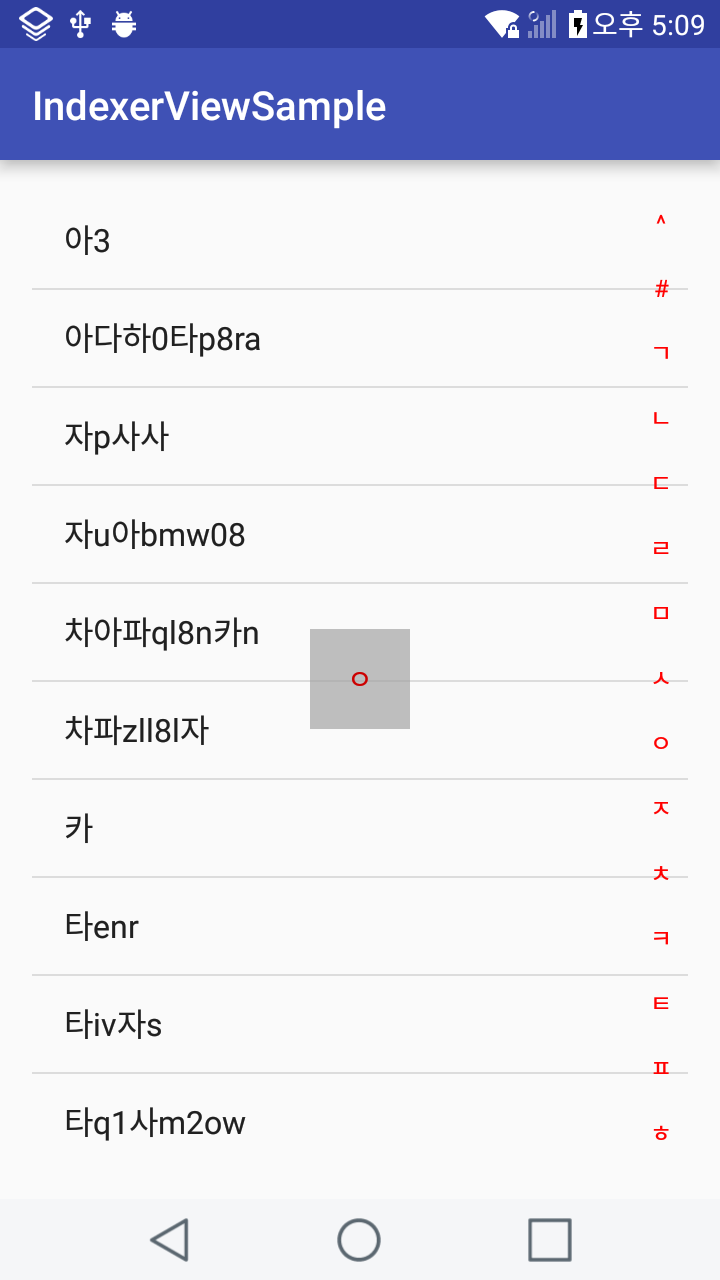 오후 5:09
IndexerViewSample
아3
아다하0타p8ra
자p사사
자u아bmw08
차아파ql8n카n
차파zll8l자
카
타enr
타iv자s
타q1사m2ow
ㅇ
^
#
ㄱ
ㄴ
ㄷ
ㄹ
ㅁ
ㅅ
ㅇ
ㅈ
ㅊ
ㅋ
ㅌ
ㅍ
ㅎ